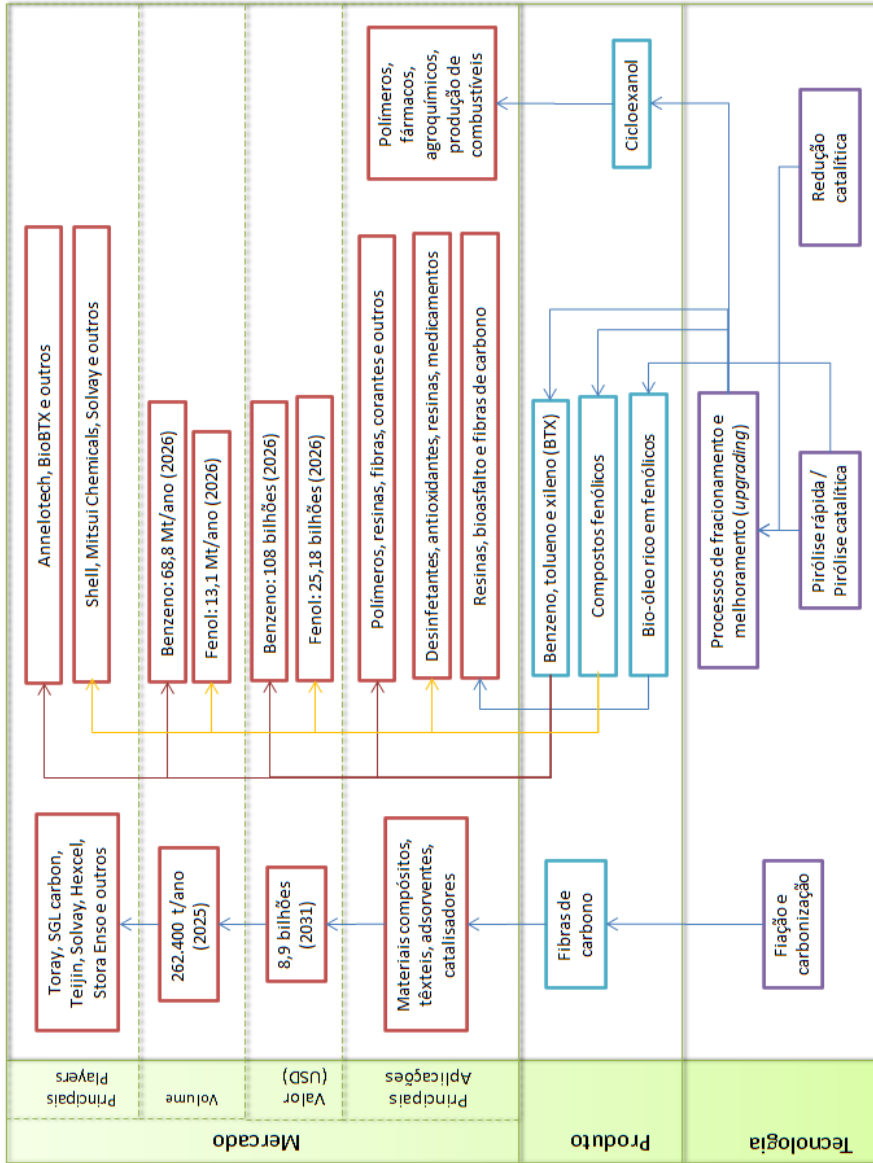 Mercado
Principais
Players
Toray, SGL carbon,
Teijin, Solvay, Hexcel,
Stora Enso e outros
Annelotech, BioBTX e outros
Shell, Mitsui Chemicals, Solvay e outros
Volume
262.400 t/ano
(2025)
Benzeno: 68,8 Mt/ano (2026)
Fenol: 13,1 Mt/ano (2026)
Valor
(USD)
8,9 bilhões
(2031)
Benzeno: 108 bilhões (2026)
Fenol: 25,18 bilhões (2026)
Principais
Aplicações
Materiais compósitos,
têxteis, adsorventes,
catalisadores
Polímeros, resinas, fibras, corantes e outros
Desinfetantes, antioxidantes, resinas, medicamentos
Resinas, bioasfalto e fibras de carbono
Polímeros,
fármacos,
agroquímicos,
produção de
combustíveis
Produto
Fibras de
carbono
Benzeno, tolueno e xileno (BTX)
Compostos fenólicos
Bio-óleo rico em fenólicos
Cicloexanol
Tecnologia
Fiação e
carbonização
Processos de fracionamento e
melhoramento (upgrading)
Pirólise rápida /
Pirólise catalítica
Redução
catalítica